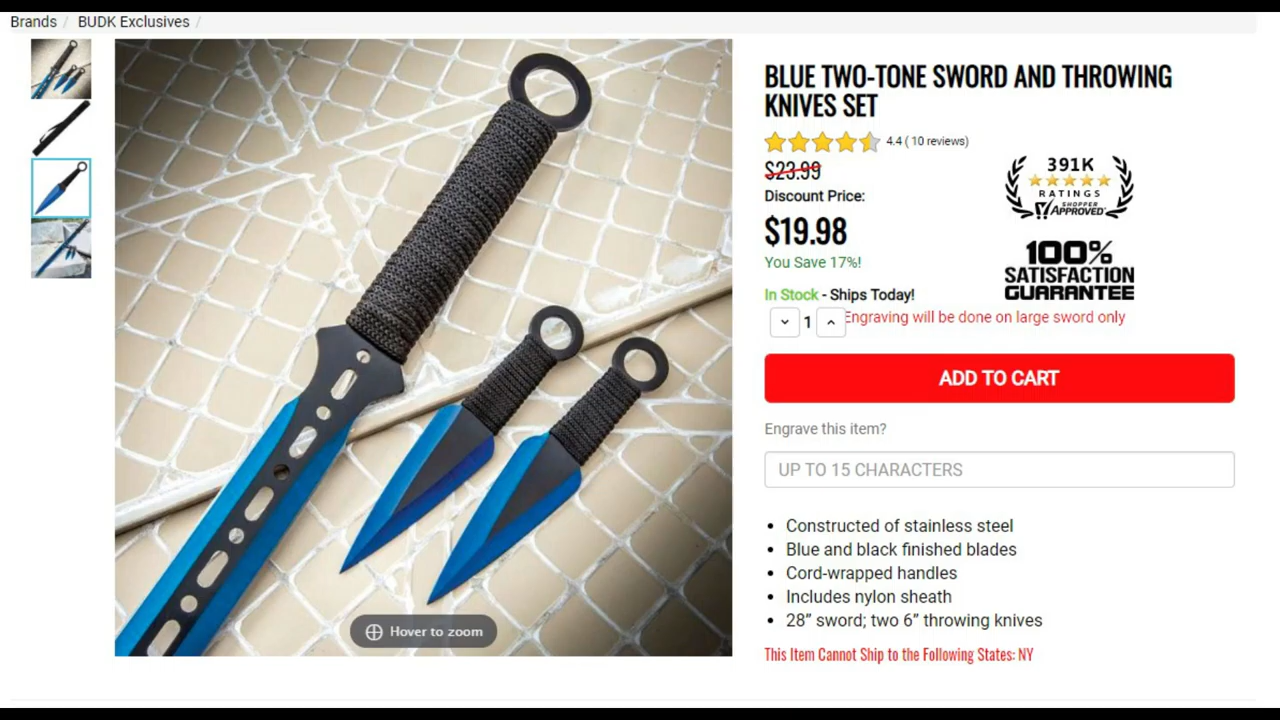 Brands / BUDK Exclusives /
BLUE TWO-TONE SWORD AND THROWING
KNIVES SET
4.4 ( 10 reviews)
$23.99
Discount Price:
$19.98
You Save 17%!
391K
RATINGS
SHOPPER
APPROVED
100%
SATISFACTION
GUARANTEE
In Stock - Ships Today!
1
Engraving will be done on large sword only
ADD TO CART
Engrave this item?
UP TO 15 CHARACTERS
• Constructed of stainless steel
• Blue and black finished blades
• Cord-wrapped handles
• Includes nylon sheath
• 28” sword; two 6” throwing knives
This Item Cannot Ship to the Following States: NY
Hover to zoom